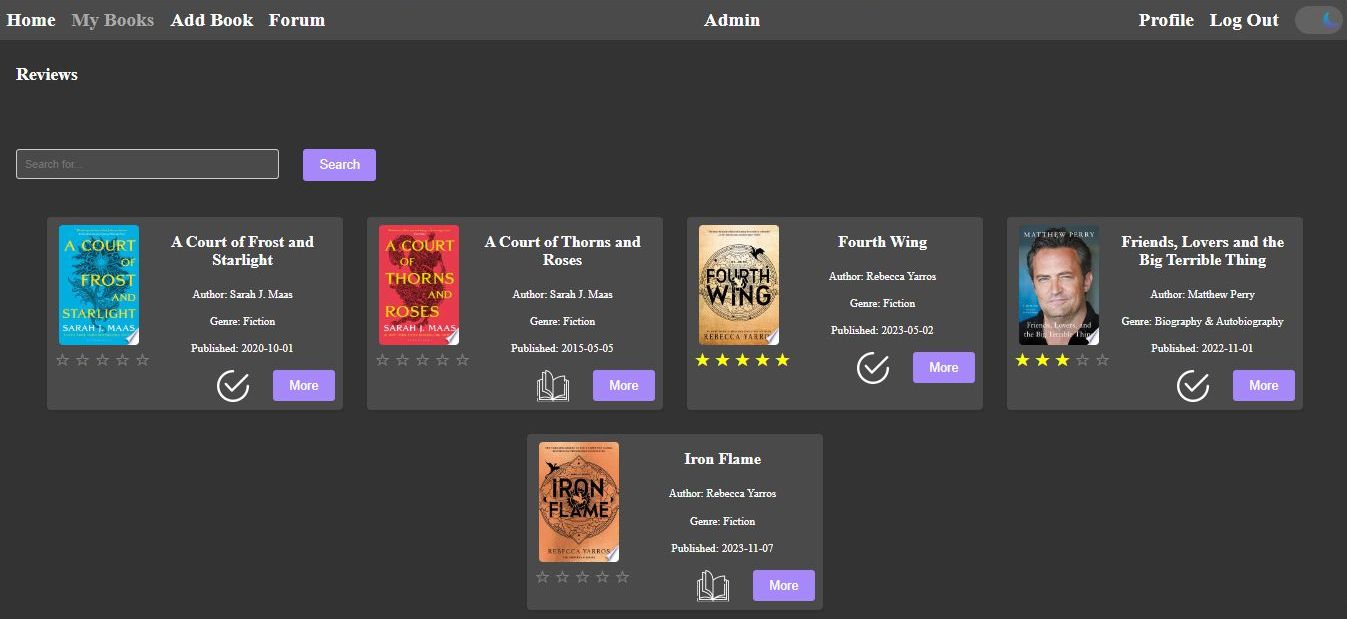 Home My Books Add Book Forum Admin Profile Log Out
Reviews
Search for... Search
A COURT
OF
FROST
AND
STARLIGHT
SARAH J. MAAS
A Court of Frost and
Starlight
Author: Sarah J. Maas
Genre: Fiction
Published: 2020-10-01
More
A COURT
OF
THORNS
AND
ROSES
SARAH J. MAAS
A Court of Thorns and
Roses
Author: Sarah J. Maas
Genre: Fiction
Published: 2015-05-05
More
FOURTH
WING
REBECCA YARROS
Fourth Wing
Author: Rebecca Yarros
Genre: Fiction
Published: 2023-05-02
More
MATTHEW PERRY
Friends, Lovers, and
the Big Terrible Thing
Friends, Lovers and the
Big Terrible Thing
Author: Matthew Perry
Genre: Biography & Autobiography
Published: 2022-11-01
More
IRON
FLAME
REBECCA YARROS
Iron Flame
Author: Rebecca Yarros
Genre: Fiction
Published: 2023-11-07
More